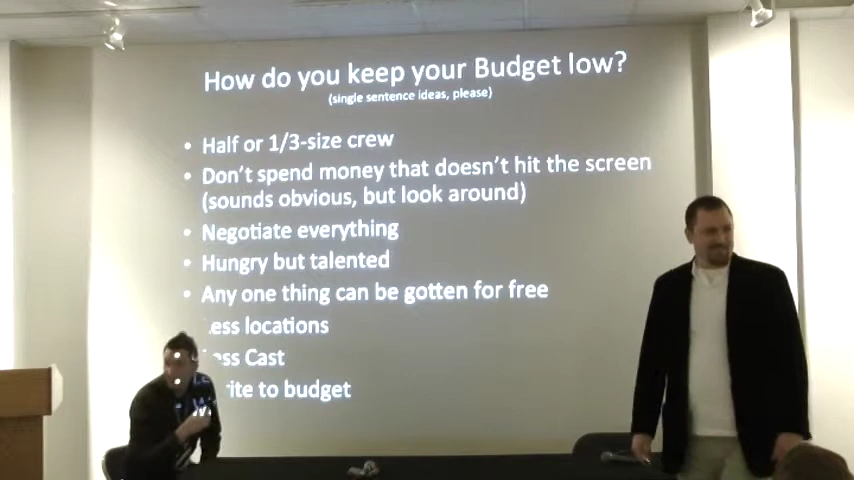 How do you keep your Budget low?
(single sentence ideas, please)
• Half or 1/3-size crew
• Don't spend money that doesn't hit the screen
(sounds obvious, but look around)
• Negotiate everything
• Hungry but talented
• Any one thing can be gotten for free
Less locations
Less Cast
Write to budget